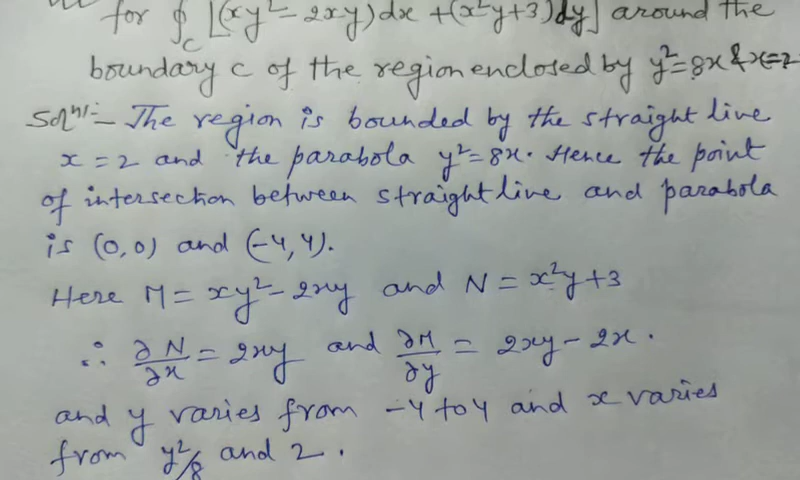 for ∮_C [(xy²-2xy)dx + (x²y+3)dy] around the
boundary c of the region enclosed by y²=8x & x=2
Solⁿ:- The region is bounded by the straight live
x = 2 and the parabola y²=8x. Hence the point
of intersection between straight live and parabola
is (0,0) and (-4,4).
Here M = xy²-2xy and N = x²y+3
∴ ∂N/∂x = 2xy and ∂M/∂y = 2xy-2x.
and y varies from -4 to 4 and x varies
from y²/8 and 2.